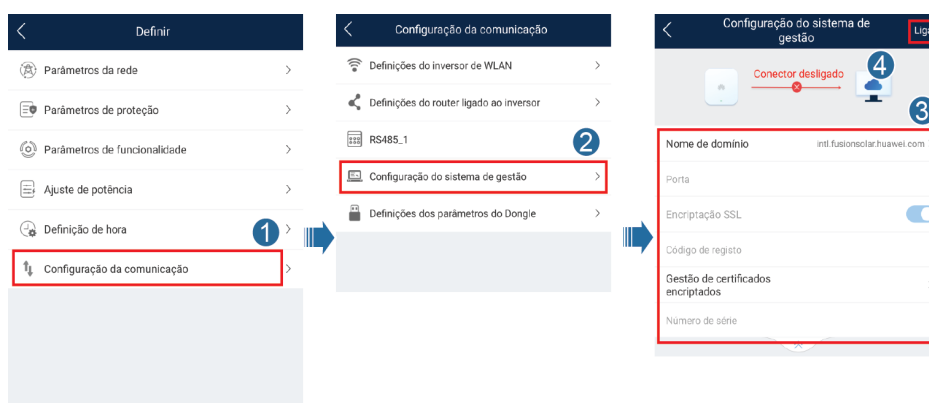 Definir
Parâmetros da rede
Parâmetros de proteção
Parâmetros de funcionalidade
Ajuste de potência
Definição de hora
1
Configuração da comunicação
Configuração da comunicação
Definições do inversor de WLAN
Definições do router ligado ao inversor
RS485_1
2
Configuração do sistema de gestão
Definições dos parâmetros do Dongle
Configuração do sistema de
gestão
Conector desligado
4
3
Nome de domínio intl.fusionsolar.huawei.com
Porta
Encriptação SSL
Código de registo
Gestão de certificados
encriptados
Número de série